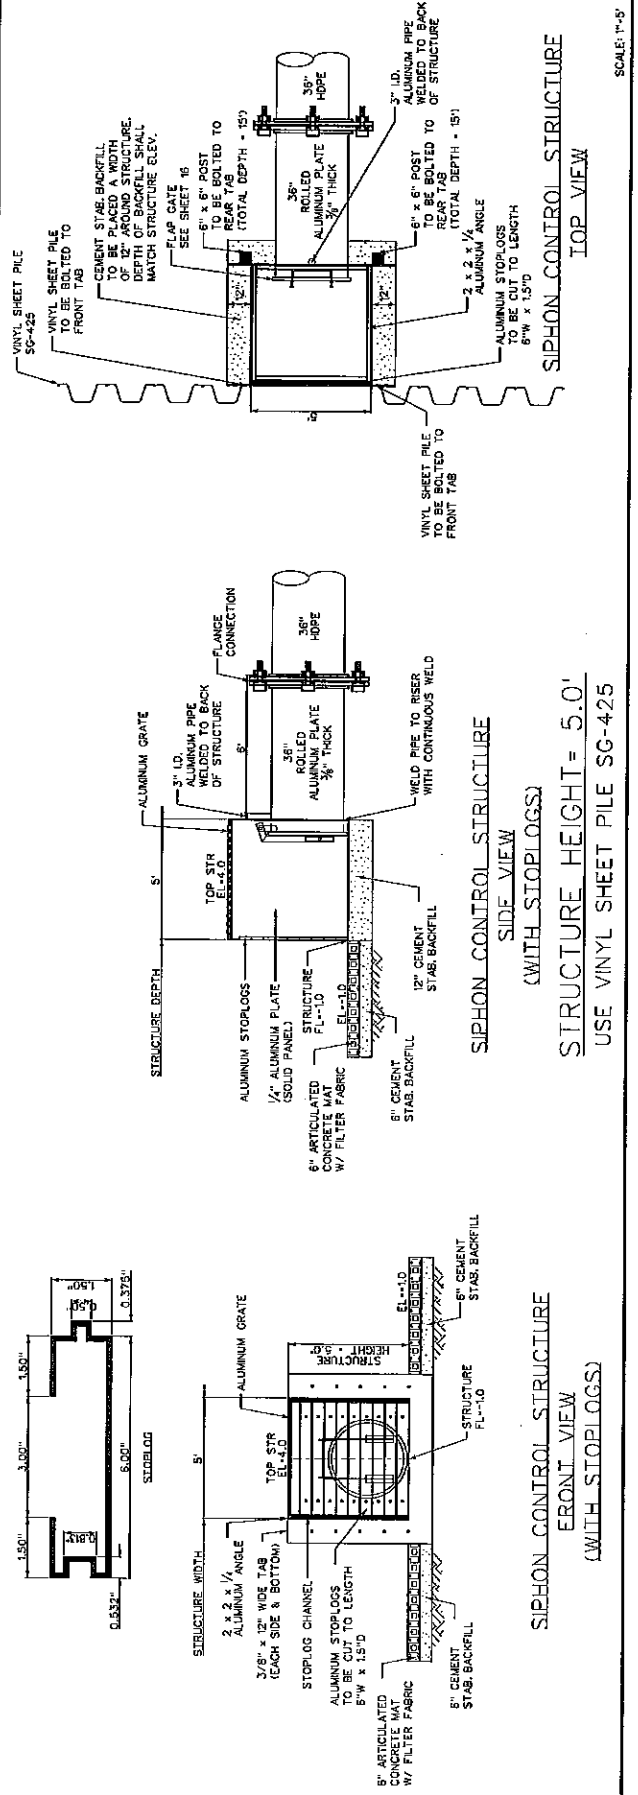 1.50"
3.00"
1.50"
0.813"
0.50"
1.50"
0.532"
6.00"
0.376"
STOPLOG
STRUCTURE WIDTH
5'
2 x 2 x 1/4
ALUMINUM ANGLE
3/8" x 12" WIDE TAB
(EACH SIDE & BOTTOM)
STOPLOG CHANNEL
ALUMINUM STOPLOGS
TO BE CUT TO LENGTH
6"W x 1.5"D
6" ARTICULATED
CONCRETE MAT
W/ FILTER FABRIC
6" CEMENT
STAB. BACKFILL
TOP STR
EL=4.0
ALUMINUM GRATE
STRUCTURE
HEIGHT = 5.0'
EL=-1.0
6" CEMENT
STAB. BACKFILL
STRUCTURE
FL=-1.0
SIPHON CONTROL STRUCTURE
FRONT VIEW
(WITH STOPLOGS)
STRUCTURE DEPTH
5'
ALUMINUM GRATE
TOP STR
EL=4.0
3" I.D.
ALUMINUM PIPE
WELDED TO BACK
OF STRUCTURE
6'
FLANGE
CONNECTION
ALUMINUM STOPLOGS
1/4" ALUMINUM PLATE
(SOLID PANEL)
STRUCTURE
FL=-1.0
EL=-1.0
6" ARTICULATED
CONCRETE MAT
W/ FILTER FABRIC
6" CEMENT
STAB. BACKFILL
12" CEMENT
STAB. BACKFILL
36"
ROLLED
ALUMINUM PLATE
3/8" THICK
36"
HDPE
WELD PIPE TO RISER
WITH CONTINUOUS WELD
SIPHON CONTROL STRUCTURE
SIDE VIEW
(WITH STOPLOGS)
STRUCTURE HEIGHT= 5.0'
USE VINYL SHEET PILE SG-425
VINYL SHEET PILE
SG-425
VINYL SHEET PILE
TO BE BOLTED TO
FRONT TAB
CEMENT STAB. BACKFILL
TO BE PLACED A WIDTH
OF 12" AROUND STRUCTURE.
DEPTH OF BACKFILL SHALL
MATCH STRUCTURE ELEV.
FLAP GATE
SEE SHEET 16
6" x 6" POST
TO BE BOLTED TO
REAR TAB
(TOTAL DEPTH = 15')
12"
5'
12"
36"
ROLLED
ALUMINUM PLATE
3/8" THICK
36"
HDPE
3" I.D.
ALUMINUM PIPE
WELDED TO BACK
OF STRUCTURE
6" x 6" POST
TO BE BOLTED TO
REAR TAB
(TOTAL DEPTH = 15')
2 x 2 x 1/4
ALUMINUM ANGLE
ALUMINUM STOPLOGS
TO BE CUT TO LENGTH
6"W x 1.5"D
VINYL SHEET PILE
TO BE BOLTED TO
FRONT TAB
SIPHON CONTROL STRUCTURE
TOP VIEW
SCALE: 1"=5'